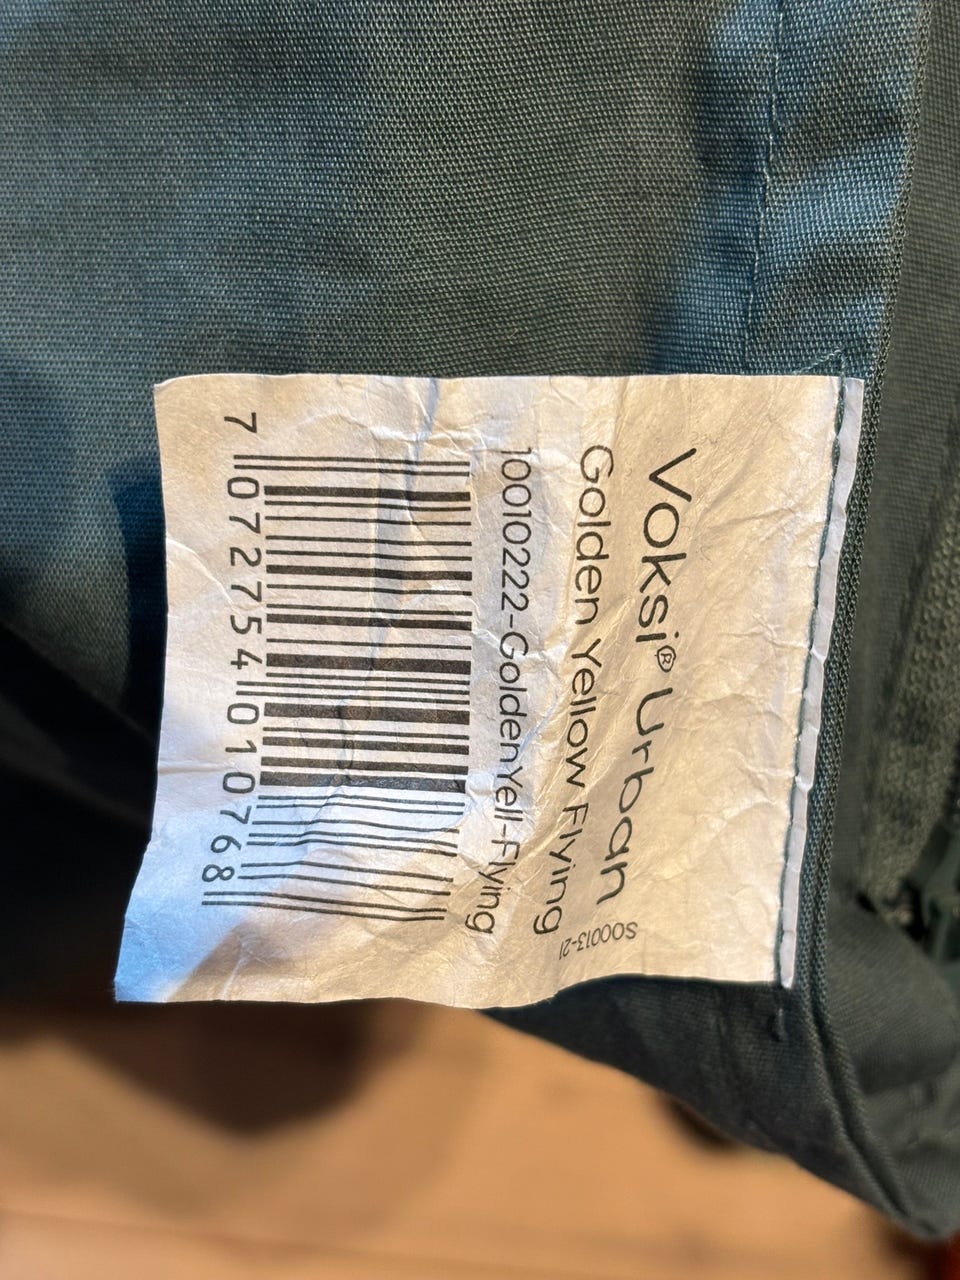 Voksi® Urban
Golden Yellow Flying
S00013-21
10010222-GoldenYell-Flying
7 072754 010768